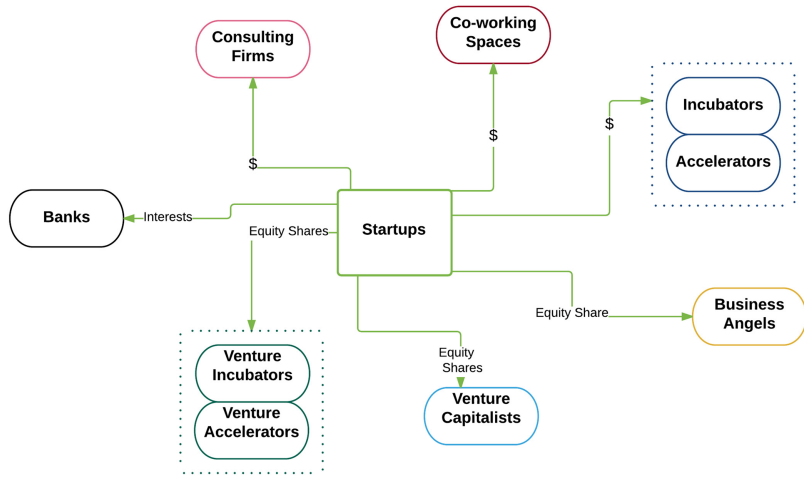 Consulting
Firms
Co-working
Spaces
Incubators
Accelerators
$
$
$
Banks
Interests
Startups
Equity Shares
Equity Share
Business
Angels
Venture
Incubators
Venture
Accelerators
Equity
Shares
Venture
Capitalists